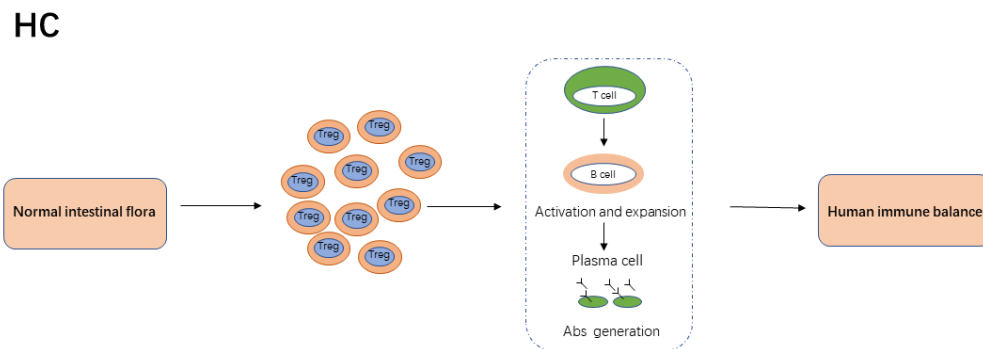 HC
Treg
Treg
Treg
Treg
Treg
Treg
Treg
Treg
Treg
Treg
Normal intestinal flora
T cell
B cell
Activation and expansion
Plasma cell
Abs generation
Human immune balance